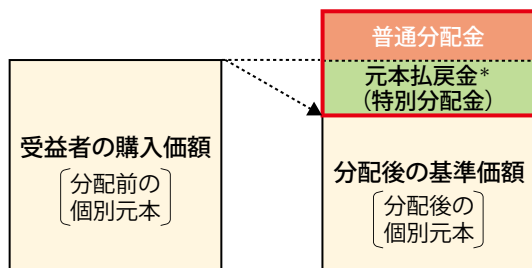 普通分配金
元本払戻金*
（特別分配金）
受益者の購入価額
分配前の
個別元本
分配後の基準価額
分配後の
個別元本